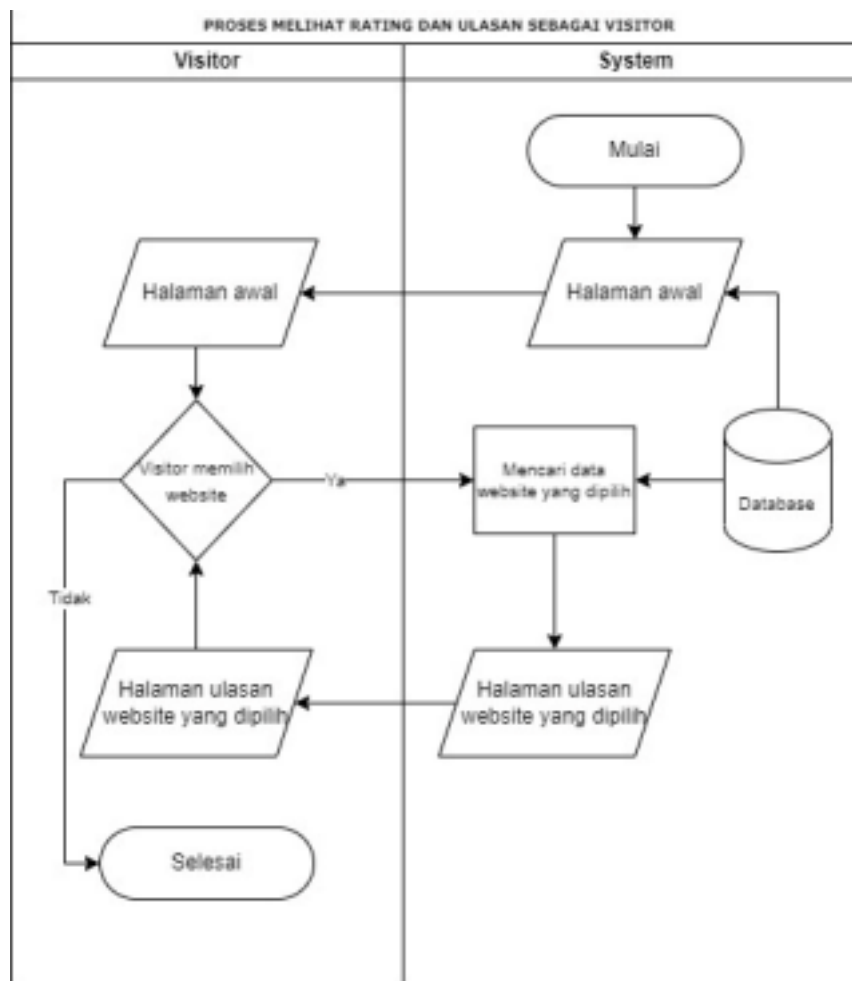 PROSES MELIHAT RATING DAN ULASAN SEBAGAI VISITOR
Visitor
System
Mulai
Halaman awal
Halaman awal
Visitor memilih
website
Ya
Mencari data
website yang dipilih
Database
Tidak
Halaman ulasan
website yang dipilih
Halaman ulasan
website yang dipilih
Selesai